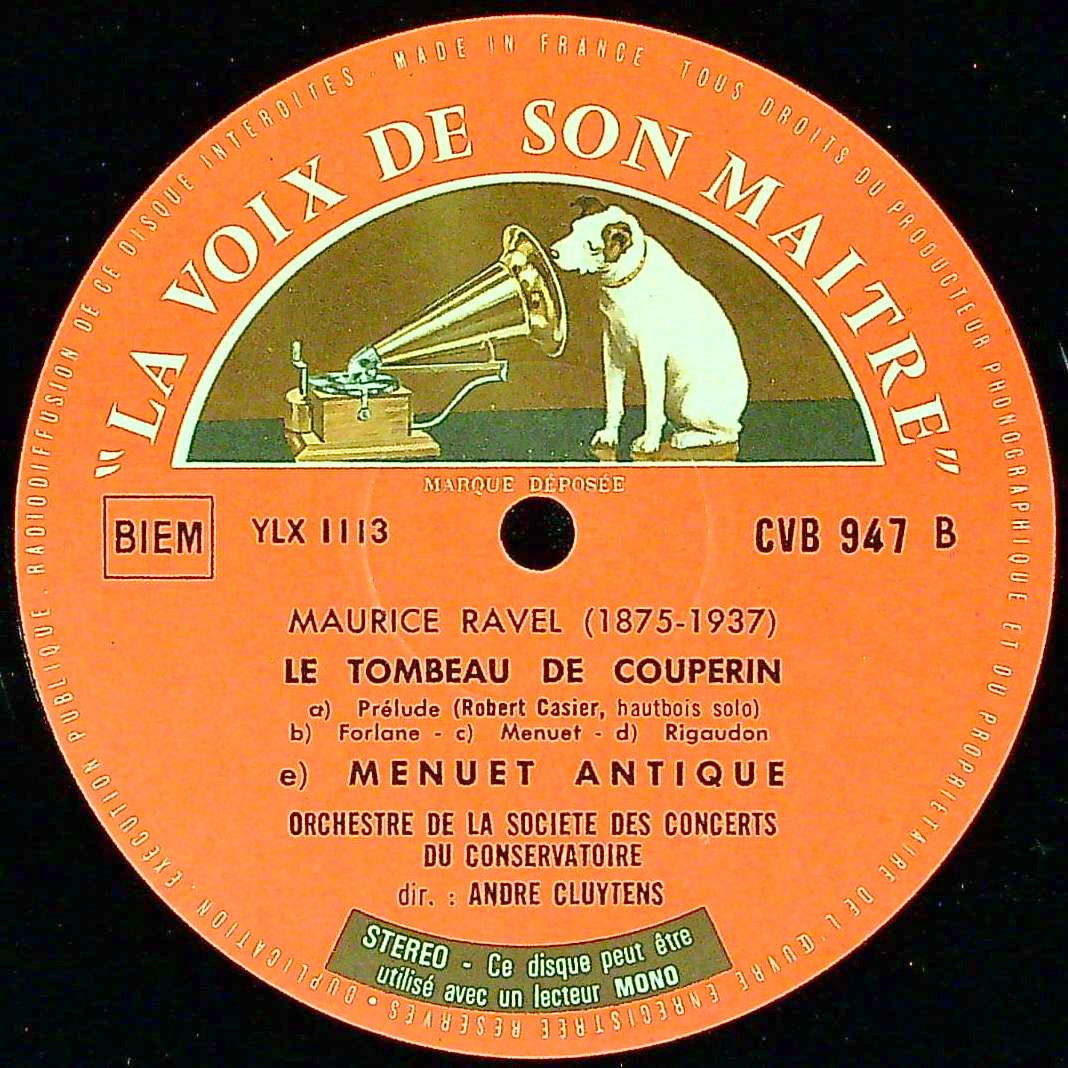 MADE IN FRANCE TOUS DROITS DU PRODUCTEUR PHONOGRAPHIQUE ET DU PROPRIETAIRE DE L'ŒUVRE ENREGISTRÉE RESERVES • DUPLICATION . EXECUTION PUBLIQUE . RADIODIFFUSION DE CE DISQUE INTERDITES .
"LA VOIX DE SON MAITRE"
MARQUE DÉPOSÉE
BIEM YLX 1113 CVB 947 B
MAURICE RAVEL (1875-1937)
LE TOMBEAU DE COUPERIN
a) Prélude (Robert Casier, hautbois solo)
b) Forlane - c) Menuet - d) Rigaudon
e) MENUET ANTIQUE
ORCHESTRE DE LA SOCIETE DES CONCERTS
DU CONSERVATOIRE
dir. : ANDRE CLUYTENS
STEREO - Ce disque peut être
utilisé avec un lecteur MONO